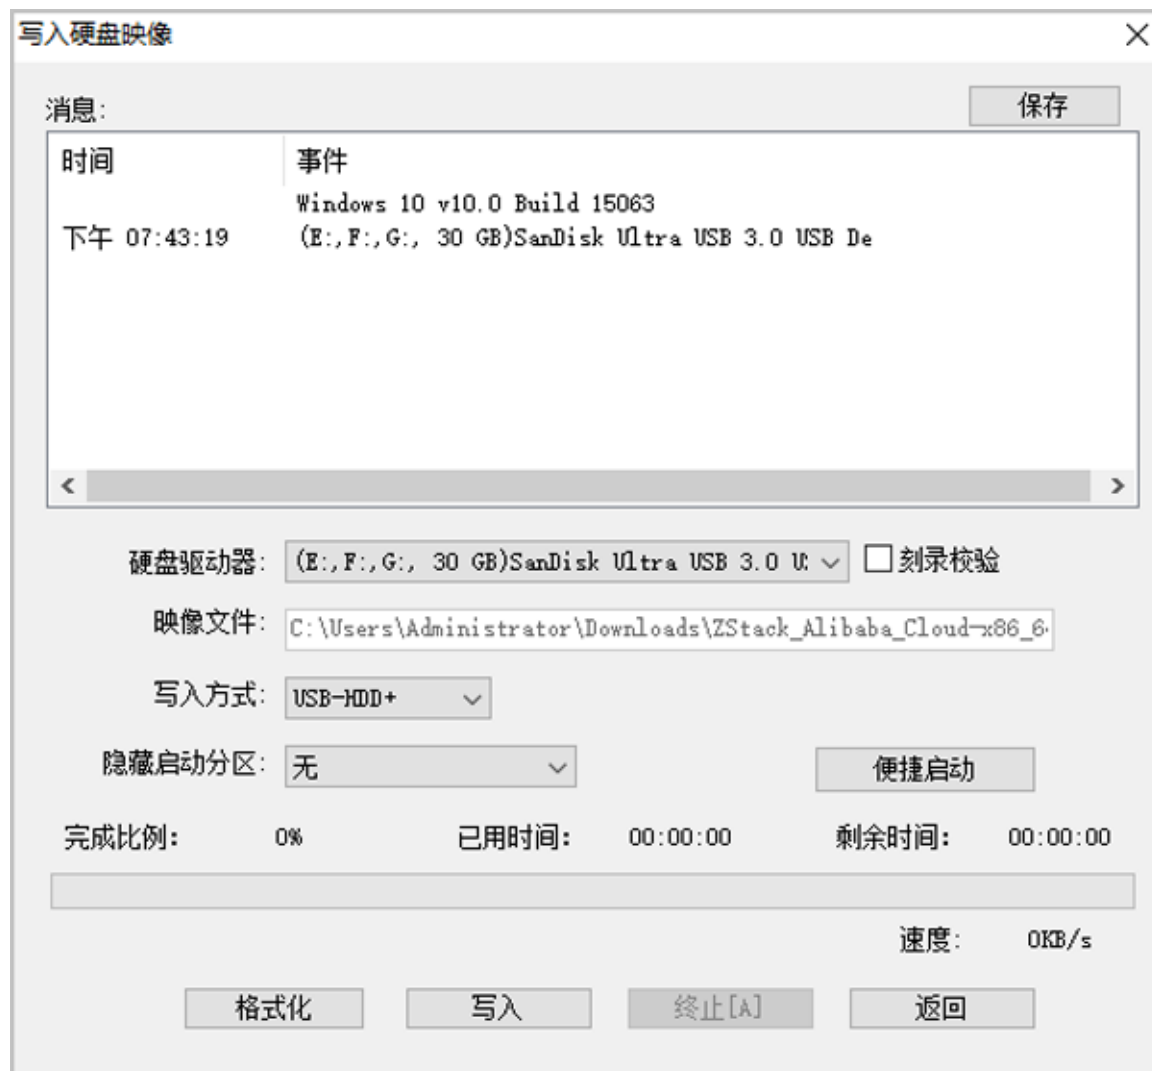 写入硬盘映像
消息:
保存
时间 事件
Windows 10 v10.0 Build 15063
下午 07:43:19 (E:,F:,G:, 30 GB)SanDisk Ultra USB 3.0 USB De
硬盘驱动器: (E:,F:,G:, 30 GB)SanDisk Ultra USB 3.0 刻录校验
映像文件: C:\Users\Administrator\Downloads\ZStack_Alibaba_Cloud-x86_6
写入方式: USB-HDD+
隐藏启动分区: 无 便捷启动
完成比例: 0% 已用时间: 00:00:00 剩余时间: 00:00:00
速度: 0KB/s
格式化 写入 终止[A] 返回